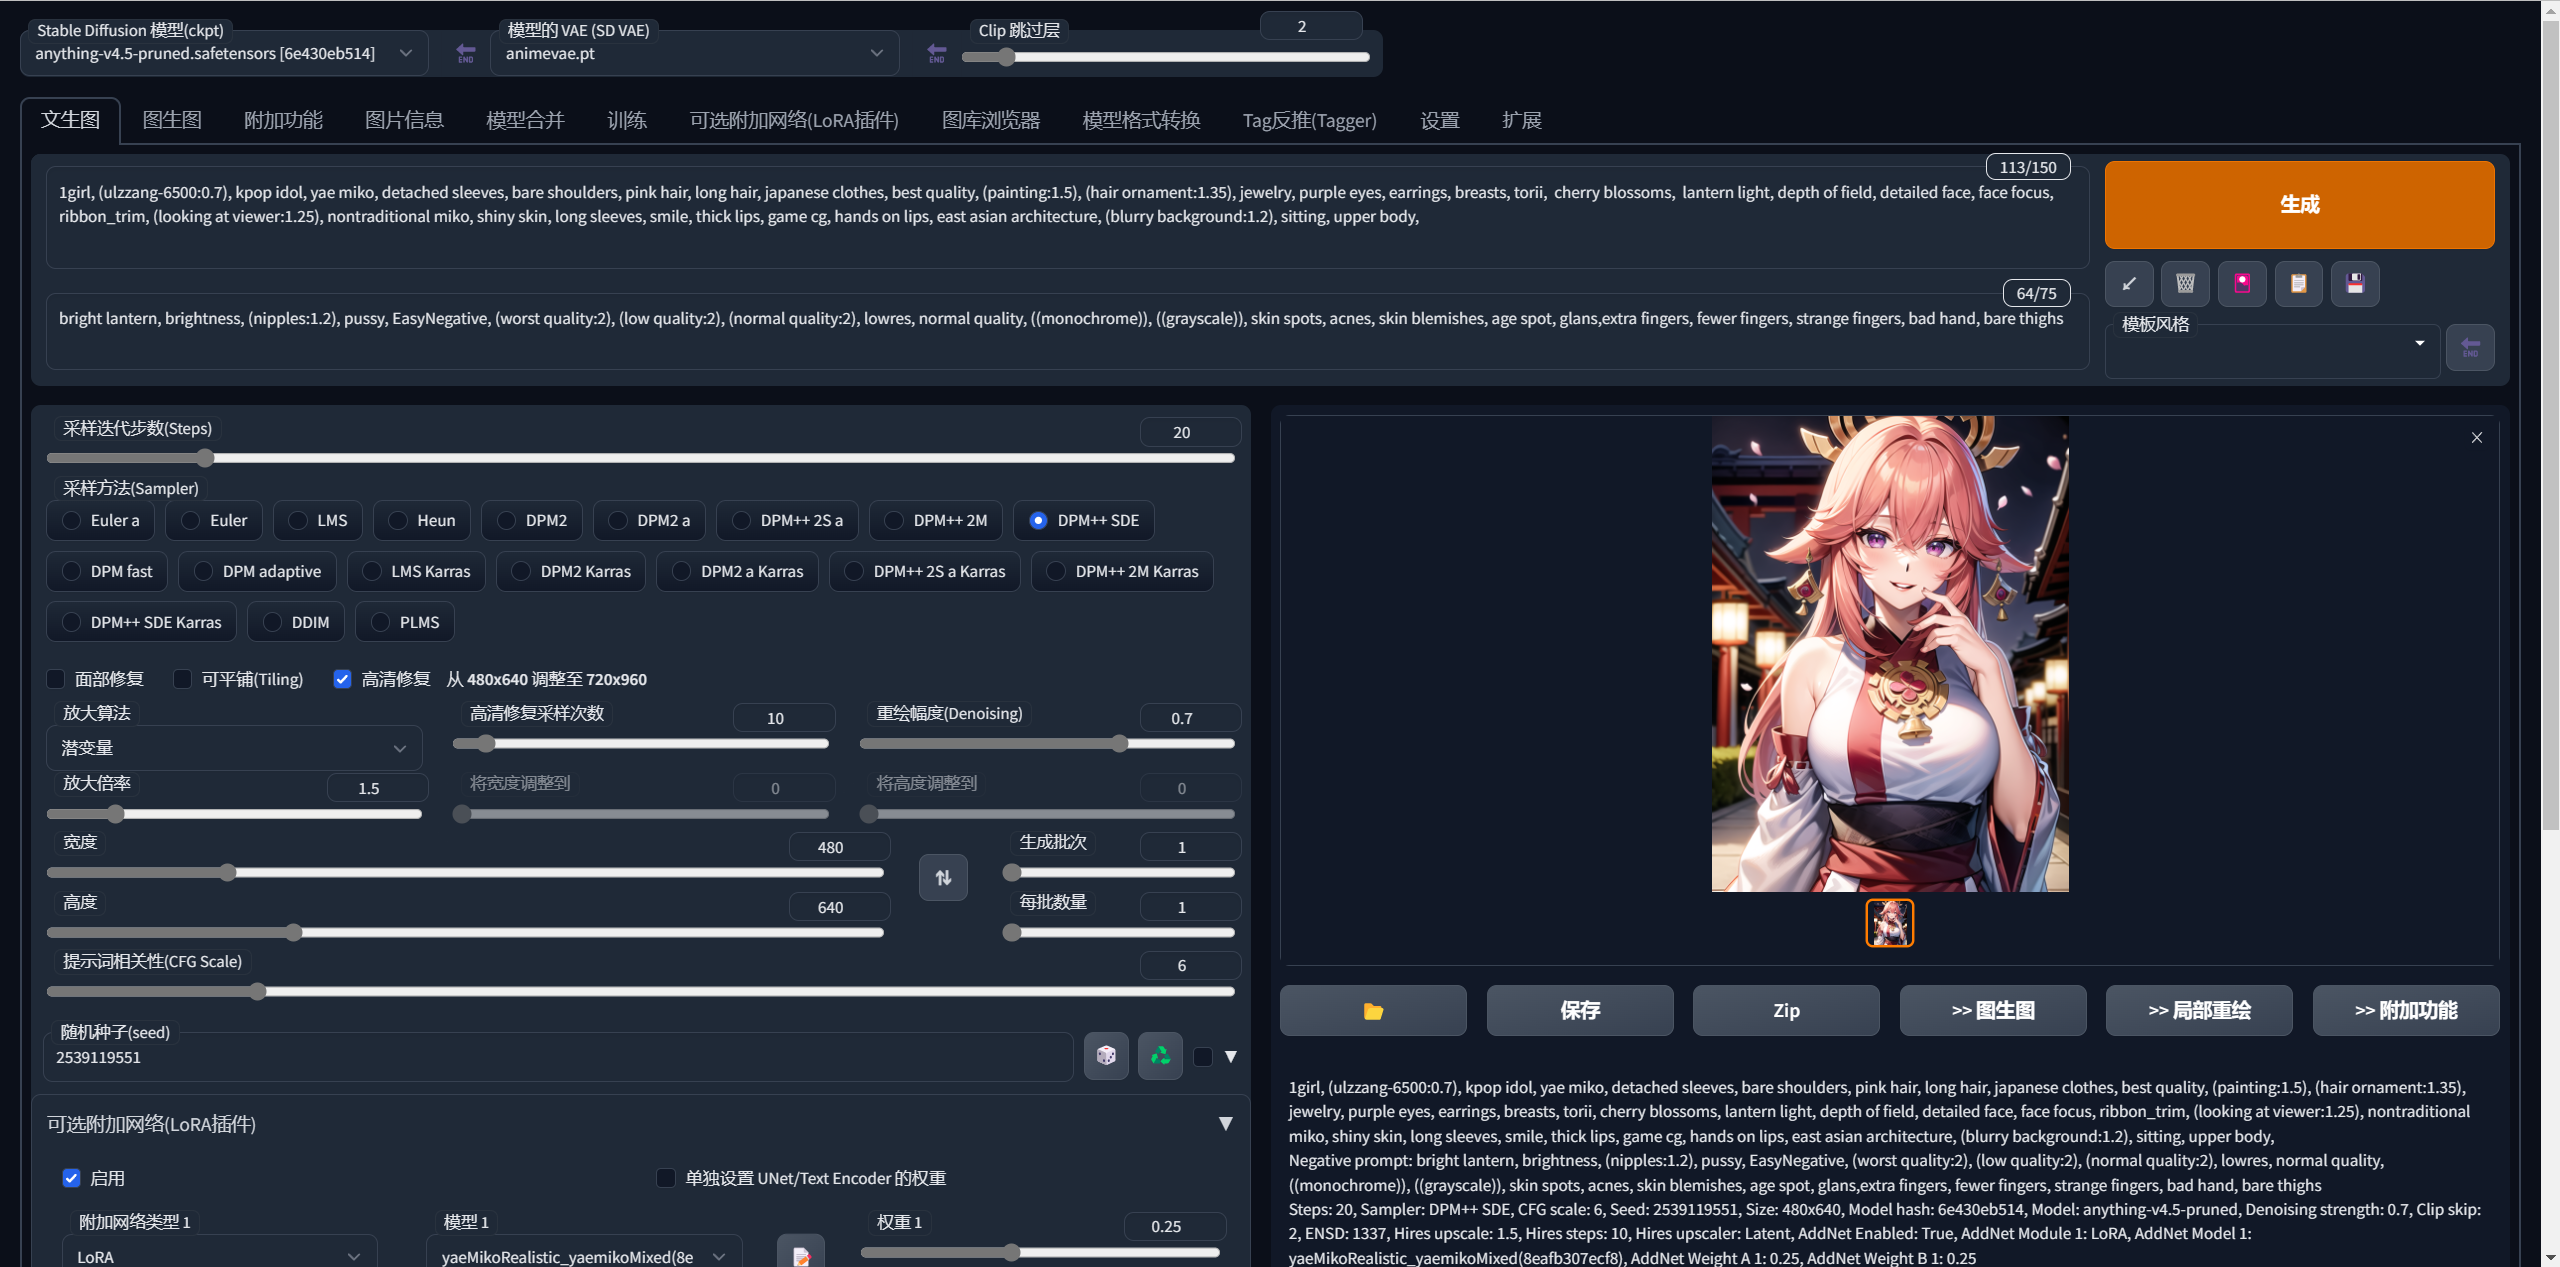 Stable Diffusion 模型(ckpt)
anything-v4.5-pruned.safetensors [6e430eb514]
END
模型的 VAE (SD VAE)
animevae.pt
END
Clip 跳过层
2
文生图 图生图 附加功能 图片信息 模型合并 训练 可选附加网络(LoRA插件) 图库浏览器 模型格式转换 Tag反推(Tagger) 设置 扩展
113/150
1girl, (ulzzang-6500:0.7), kpop idol, yae miko, detached sleeves, bare shoulders, pink hair, long hair, japanese clothes, best quality, (painting:1.5), (hair ornament:1.35), jewelry, purple eyes, earrings, breasts, torii,  cherry blossoms,  lantern light, depth of field, detailed face, face focus,
ribbon_trim, (looking at viewer:1.25), nontraditional miko, shiny skin, long sleeves, smile, thick lips, game cg, hands on lips, east asian architecture, (blurry background:1.2), sitting, upper body,
生成
64/75
bright lantern, brightness, (nipples:1.2), pussy, EasyNegative, (worst quality:2), (low quality:2), (normal quality:2), lowres, normal quality, ((monochrome)), ((grayscale)), skin spots, acnes, skin blemishes, age spot, glans,extra fingers, fewer fingers, strange fingers, bad hand, bare thighs
模板风格
END
采样迭代步数(Steps)
20
采样方法(Sampler)
Euler a Euler LMS Heun DPM2 DPM2 a DPM++ 2S a DPM++ 2M DPM++ SDE
DPM fast DPM adaptive LMS Karras DPM2 Karras DPM2 a Karras DPM++ 2S a Karras DPM++ 2M Karras
DPM++ SDE Karras DDIM PLMS
面部修复 可平铺(Tiling) 高清修复 从 480x640 调整至 720x960
放大算法
潜变量
高清修复采样次数
10
重绘幅度(Denoising)
0.7
放大倍率
1.5
将宽度调整到
0
将高度调整到
0
宽度
480
生成批次
1
高度
640
每批数量
1
提示词相关性(CFG Scale)
6
随机种子(seed)
2539119551
可选附加网络(LoRA插件)
启用
单独设置 UNet/Text Encoder 的权重
附加网络类型 1
LoRA
模型 1
yaeMikoRealistic_yaemikoMixed(8e
权重 1
0.25
保存 Zip >> 图生图 >> 局部重绘 >> 附加功能
1girl, (ulzzang-6500:0.7), kpop idol, yae miko, detached sleeves, bare shoulders, pink hair, long hair, japanese clothes, best quality, (painting:1.5), (hair ornament:1.35),
jewelry, purple eyes, earrings, breasts, torii, cherry blossoms, lantern light, depth of field, detailed face, face focus, ribbon_trim, (looking at viewer:1.25), nontraditional
miko, shiny skin, long sleeves, smile, thick lips, game cg, hands on lips, east asian architecture, (blurry background:1.2), sitting, upper body,
Negative prompt: bright lantern, brightness, (nipples:1.2), pussy, EasyNegative, (worst quality:2), (low quality:2), (normal quality:2), lowres, normal quality,
((monochrome)), ((grayscale)), skin spots, acnes, skin blemishes, age spot, glans,extra fingers, fewer fingers, strange fingers, bad hand, bare thighs
Steps: 20, Sampler: DPM++ SDE, CFG scale: 6, Seed: 2539119551, Size: 480x640, Model hash: 6e430eb514, Model: anything-v4.5-pruned, Denoising strength: 0.7, Clip skip:
2, ENSD: 1337, Hires upscale: 1.5, Hires steps: 10, Hires upscaler: Latent, AddNet Enabled: True, AddNet Module 1: LoRA, AddNet Model 1:
yaeMikoRealistic_yaemikoMixed(8eafb307ecf8), AddNet Weight A 1: 0.25, AddNet Weight B 1: 0.25